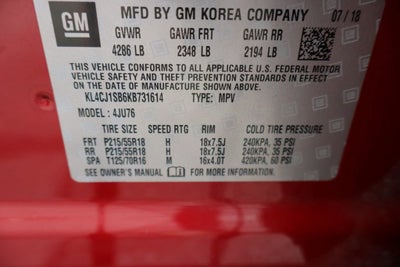 GM
MFD BY GM KOREA COMPANY 07/18
GVWR GAWR FRT GAWR RR
4286 LB 2348 LB 2194 LB
THIS VEHICLE CONFORMS TO ALL APPLICABLE U.S. FEDERAL MOTOR
VEHICLE SAFETY, BUMPER, AND THEFT PREVENTION STANDARDS IN EFFECT
ON THE DATE OF MANUFACTURE SHOWN ABOVE.
KL4CJ1SB6KB731614 TYPE: MPV
MODEL : 4JU76
TIRE SIZE SPEED RTG RIM COLD TIRE PRESSURE
FRT P215/55R18 H 18x7.5J 240KPA, 35 PSI
RR P215/55R18 H 18x7.5J 240KPA, 35 PSI
SPA T125/70R16 M 16x4.0T 420KPA, 60 PSI
SEE OWNER'S MANUAL FOR MORE INFORMATION.